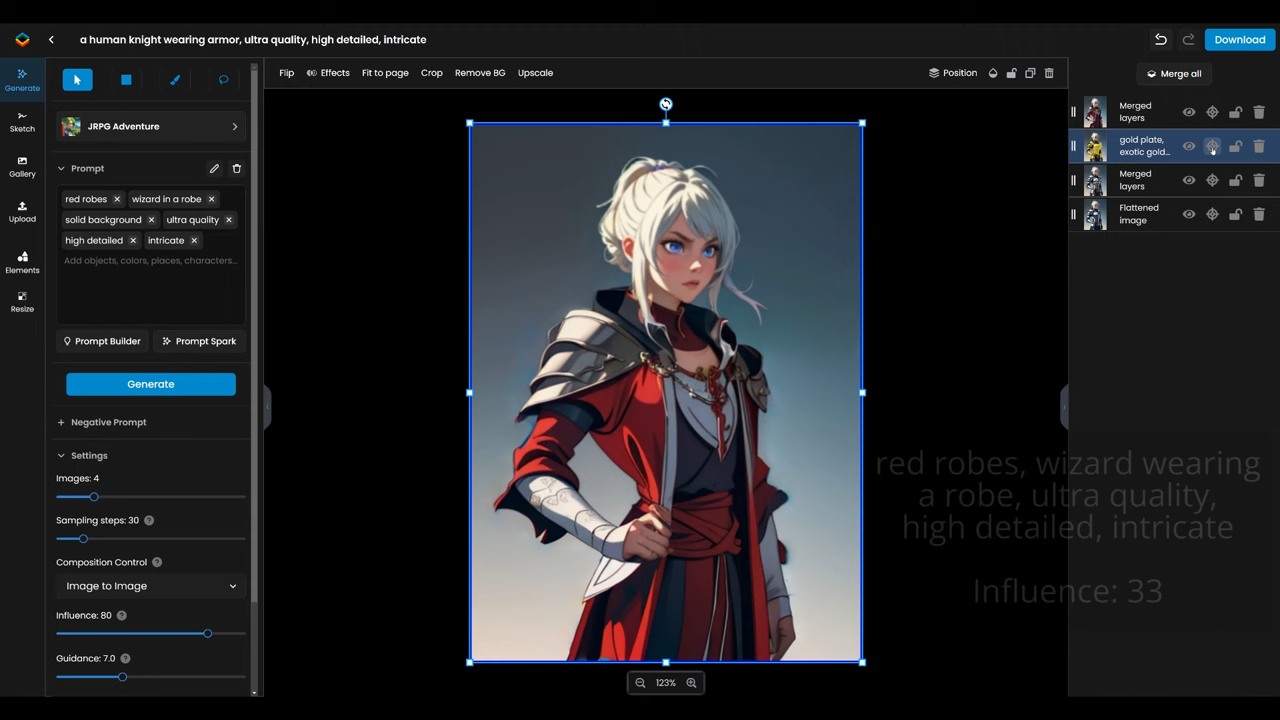 a human knight wearing armor, ultra quality, high detailed, intricate
Download
Generate
Sketch
Gallery
Upload
Elements
Resize
JRPG Adventure
Prompt
red robes
wizard in a robe
solid background
ultra quality
high detailed
intricate
Add objects, colors, places, characters...
Prompt Builder
Prompt Spark
Generate
Negative Prompt
Settings
Images: 4
Sampling steps: 30
Composition Control
Image to Image
Influence: 80
Guidance: 7.0
Flip
Effects
Fit to page
Crop
Remove BG
Upscale
Position
123%
Merge all
Merged
layers
gold plate,
exotic gold...
Merged
layers
Flattened
image
red robes, wizard wearing
a robe, ultra quality,
high detailed, intricate
Influence: 33